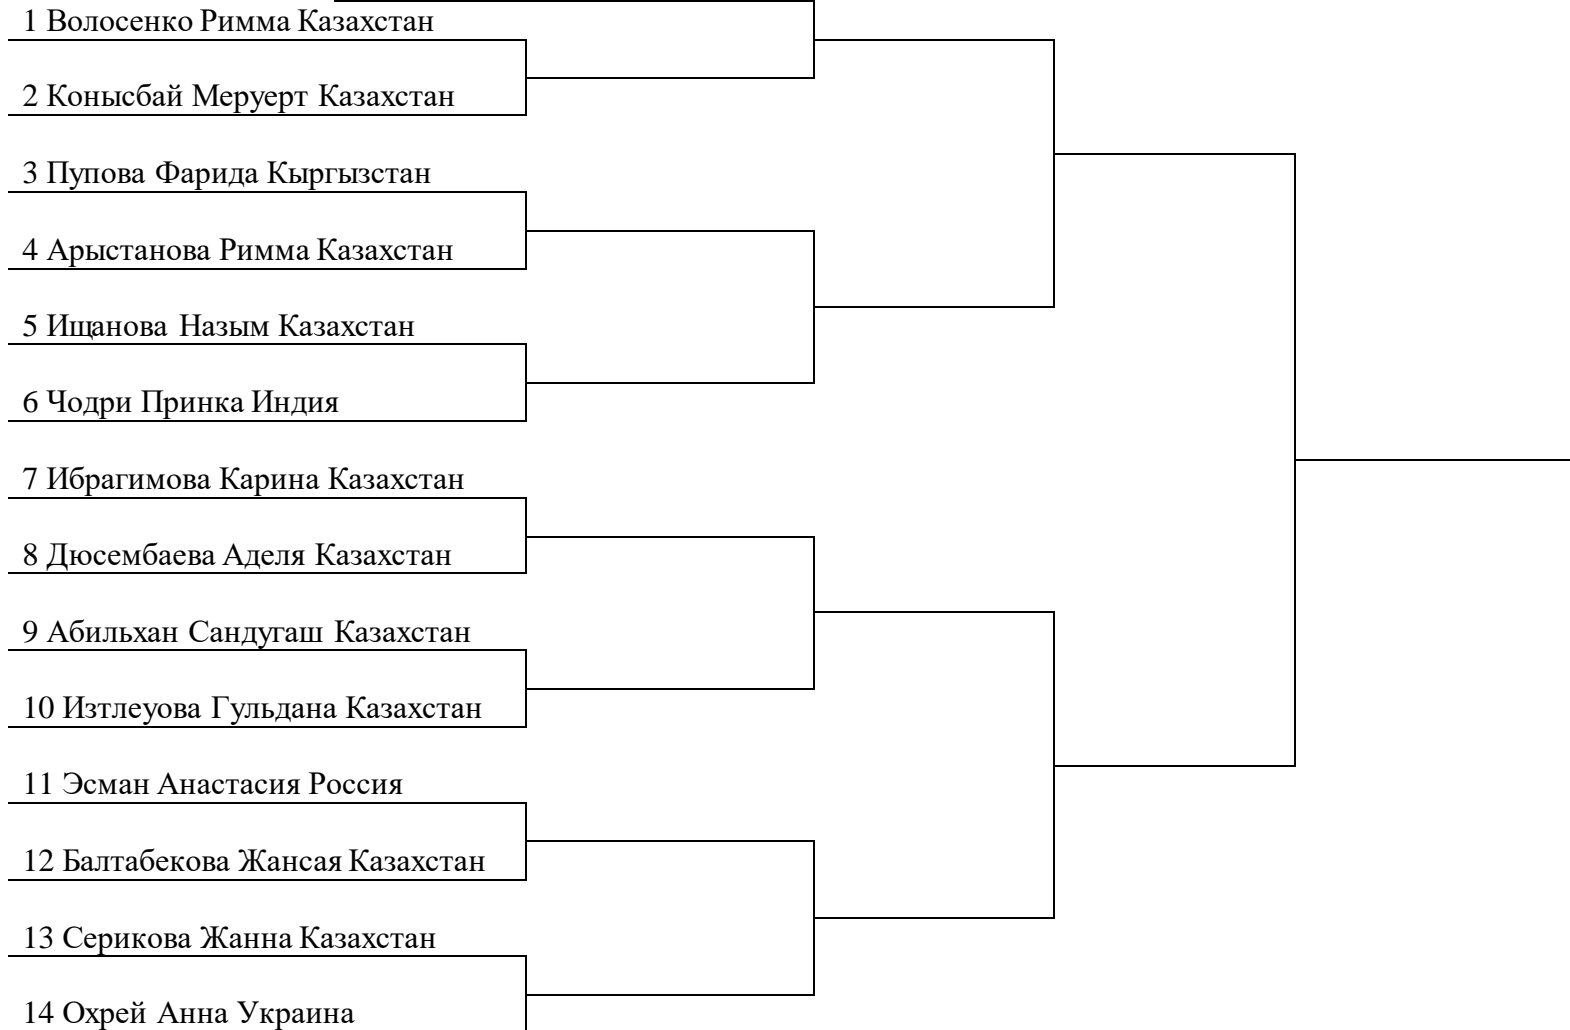 1 Волосенко Римма Казахстан
2 Конысбай Меруерт Казахстан
3 Пупова Фарида Кыргызстан
4 Арыстанова Римма Казахстан
5 Ищанова Назым Казахстан
6 Чодри Принка Индия
7 Ибрагимова Карина Казахстан
8 Дюсембаева Аделя Казахстан
9 Абильхан Сандугаш Казахстан
10 Изтлеуова Гульдана Казахстан
11 Эсман Анастасия Россия
12 Балтабекова Жансая Казахстан
13 Серикова Жанна Казахстан
14 Охрей Анна Украина